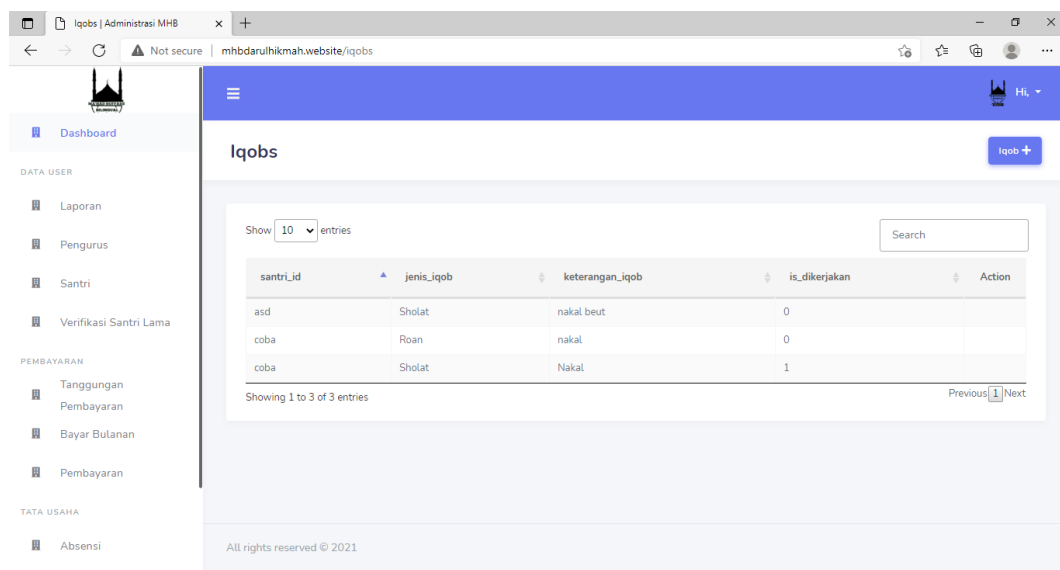 Iqobs | Administrasi MHB
Not secure | mhbdarulhikmah.website/iqobs
Hi,
Dashboard
DATA USER
Laporan
Pengurus
Santri
Verifikasi Santri Lama
PEMBAYARAN
Tanggungan
Pembayaran
Bayar Bulanan
Pembayaran
TATA USAHA
Absensi
Iqobs
Iqob
Show 10 entries
Search
santri_id jenis_iqob keterangan_iqob is_dikerjakan Action
asd Sholat nakal beut 0
coba Roan nakal 0
coba Sholat Nakal 1
Showing 1 to 3 of 3 entries
Previous 1 Next
All rights reserved © 2021